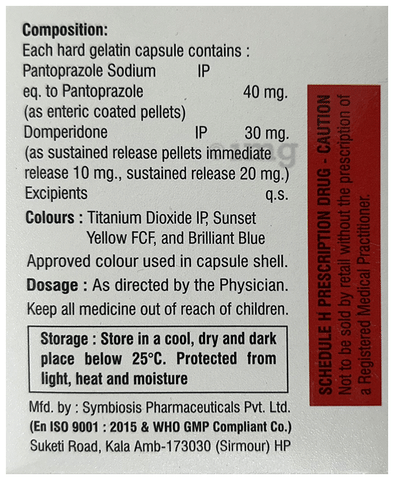 Composition:
Each hard gelatin capsule contains :
Pantoprazole Sodium IP
eq. to Pantoprazole 40 mg.
(as enteric coated pellets)
Domperidone IP 30 mg.
(as sustained release pellets immediate
release 10 mg., sustained release 20 mg.)
Excipients q.s.
Colours : Titanium Dioxide IP, Sunset
Yellow FCF, and Brilliant Blue
Approved colour used in capsule shell.
Dosage : As directed by the Physician.
Keep all medicine out of reach of children.
Storage : Store in a cool, dry and dark
place below 25°C. Protected from
light, heat and moisture
Mfd. by : Symbiosis Pharmaceuticals Pvt. Ltd.
(En ISO 9001 : 2015 & WHO GMP Compliant Co.)
Suketi Road, Kala Amb-173030 (Sirmour) HP
SCHEDULE H PRESCRIPTION DRUG - CAUTION
Not to be sold by retail without the prescription of
a Registered Medical Practitioner.